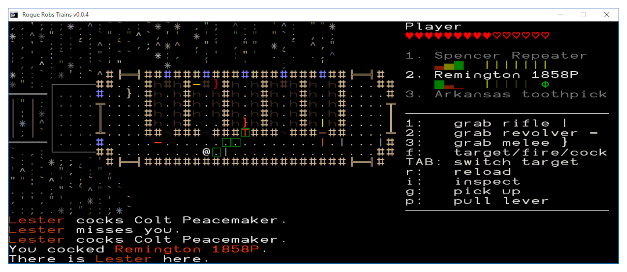 Rogue Robs Trains v0.0.4
Player
1. Spencer Repeater
2. Remington 1858P
3. Arkansas toothpick
1: grab rifle |
2: grab revolver -
3: grab melee }
f: target/fire/cock
TAB: switch target
r: reload
i: inspect
g: pick up
p: pull lever
Lester cocks Colt Peacemaker.
Lester misses you.
Lester cocks Colt Peacemaker.
You cocked Remington 1858P.
There is Lester here.